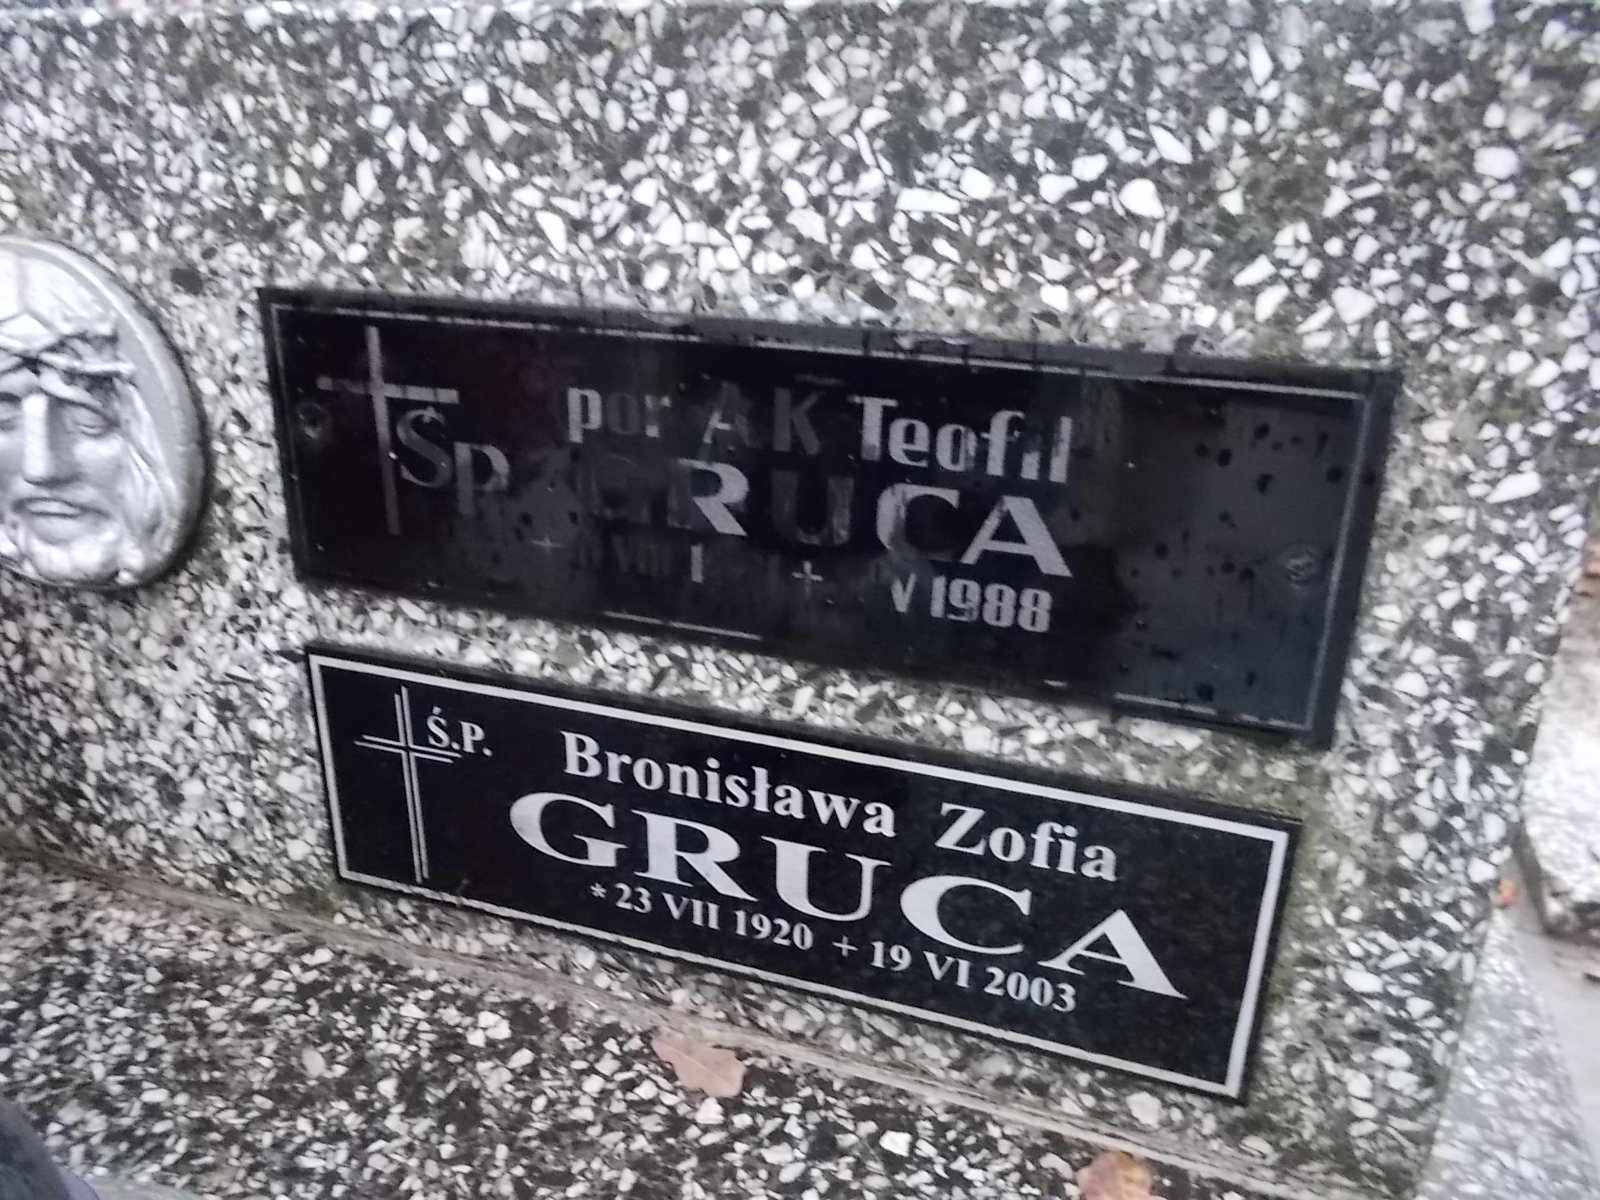 Śp por AK Teofil
GRUCA
+ V 1988
Ś.P. Bronisława Zofia
GRUCA
* 23 VII 1920 + 19 VI 2003